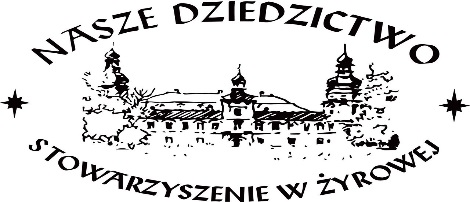 NASZE DZIEDZICTWO
STOWARZYSZENIE W ŻYROWEJ